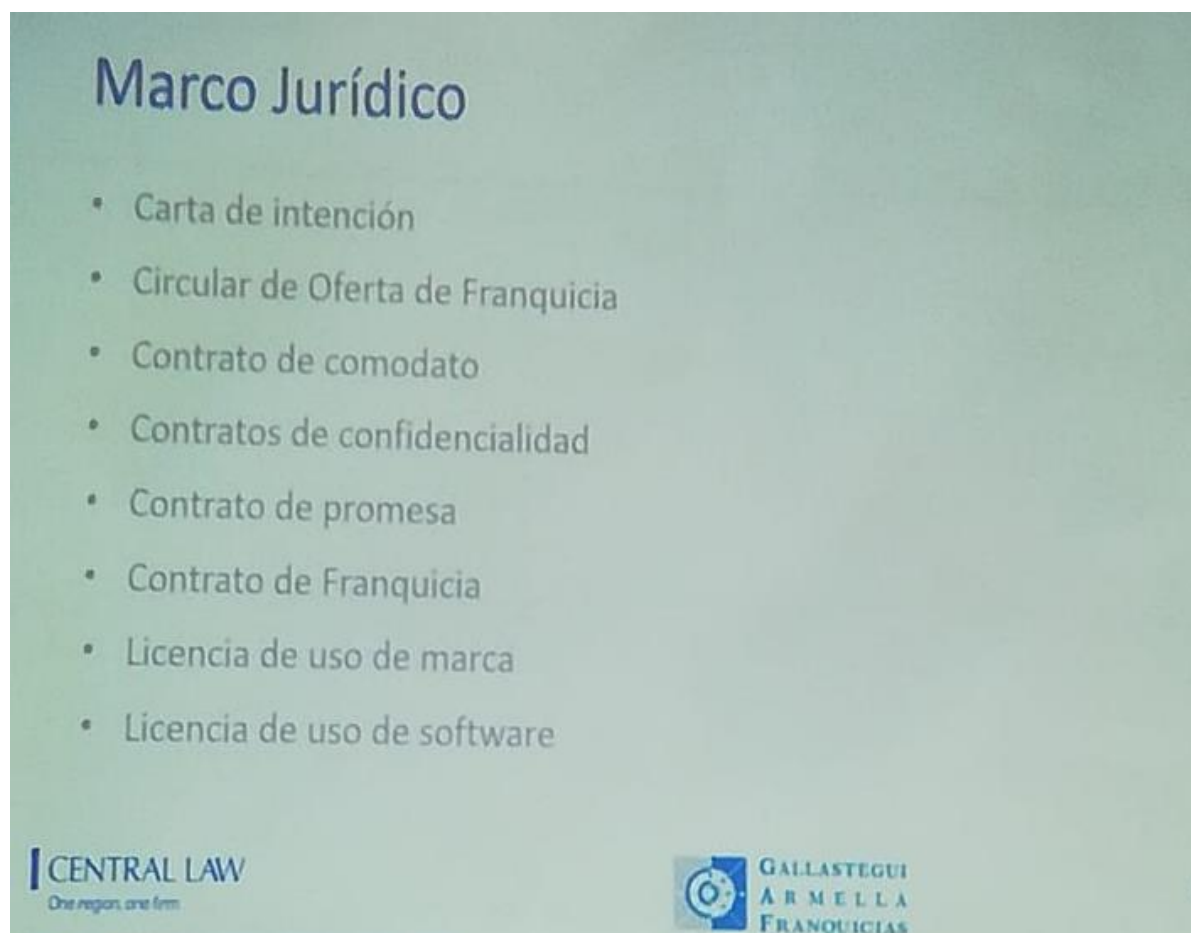 Marco Jurídico
• Carta de intención
• Circular de Oferta de Franquicia
• Contrato de comodato
• Contratos de confidencialidad
• Contrato de promesa
• Contrato de Franquicia
• Licencia de uso de marca
• Licencia de uso de software
CENTRAL LAW
One region, one firm
GALLASTEGUI
ARMELLA
FRANQUICIAS